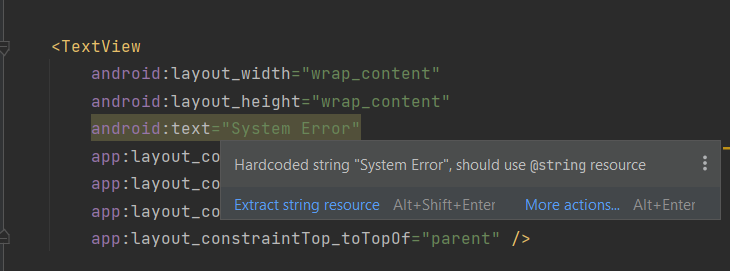 <TextView
android:layout_width="wrap_content"
android:layout_height="wrap_content"
android:text="System Error"
app:layout_co
Hardcoded string "System Error", should use @string resource
app:layout_co
app:layout_co
Extract string resource Alt+Shift+Enter More actions... Alt+Enter
app:layout_constraintTop_toTopOf="parent" />